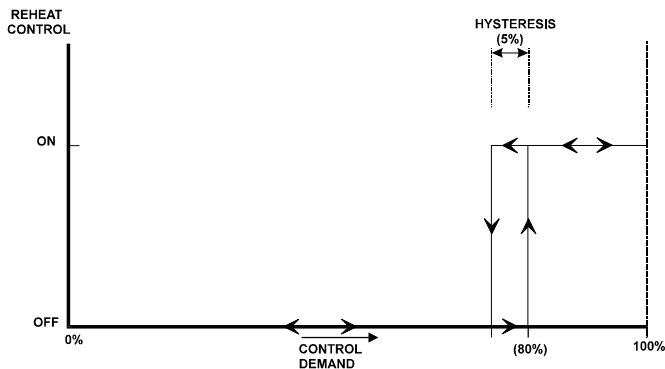 REHEAT
CONTROL
HYSTERESIS
(5%)
ON
OFF
0%
CONTROL
DEMAND
(80%)
100%